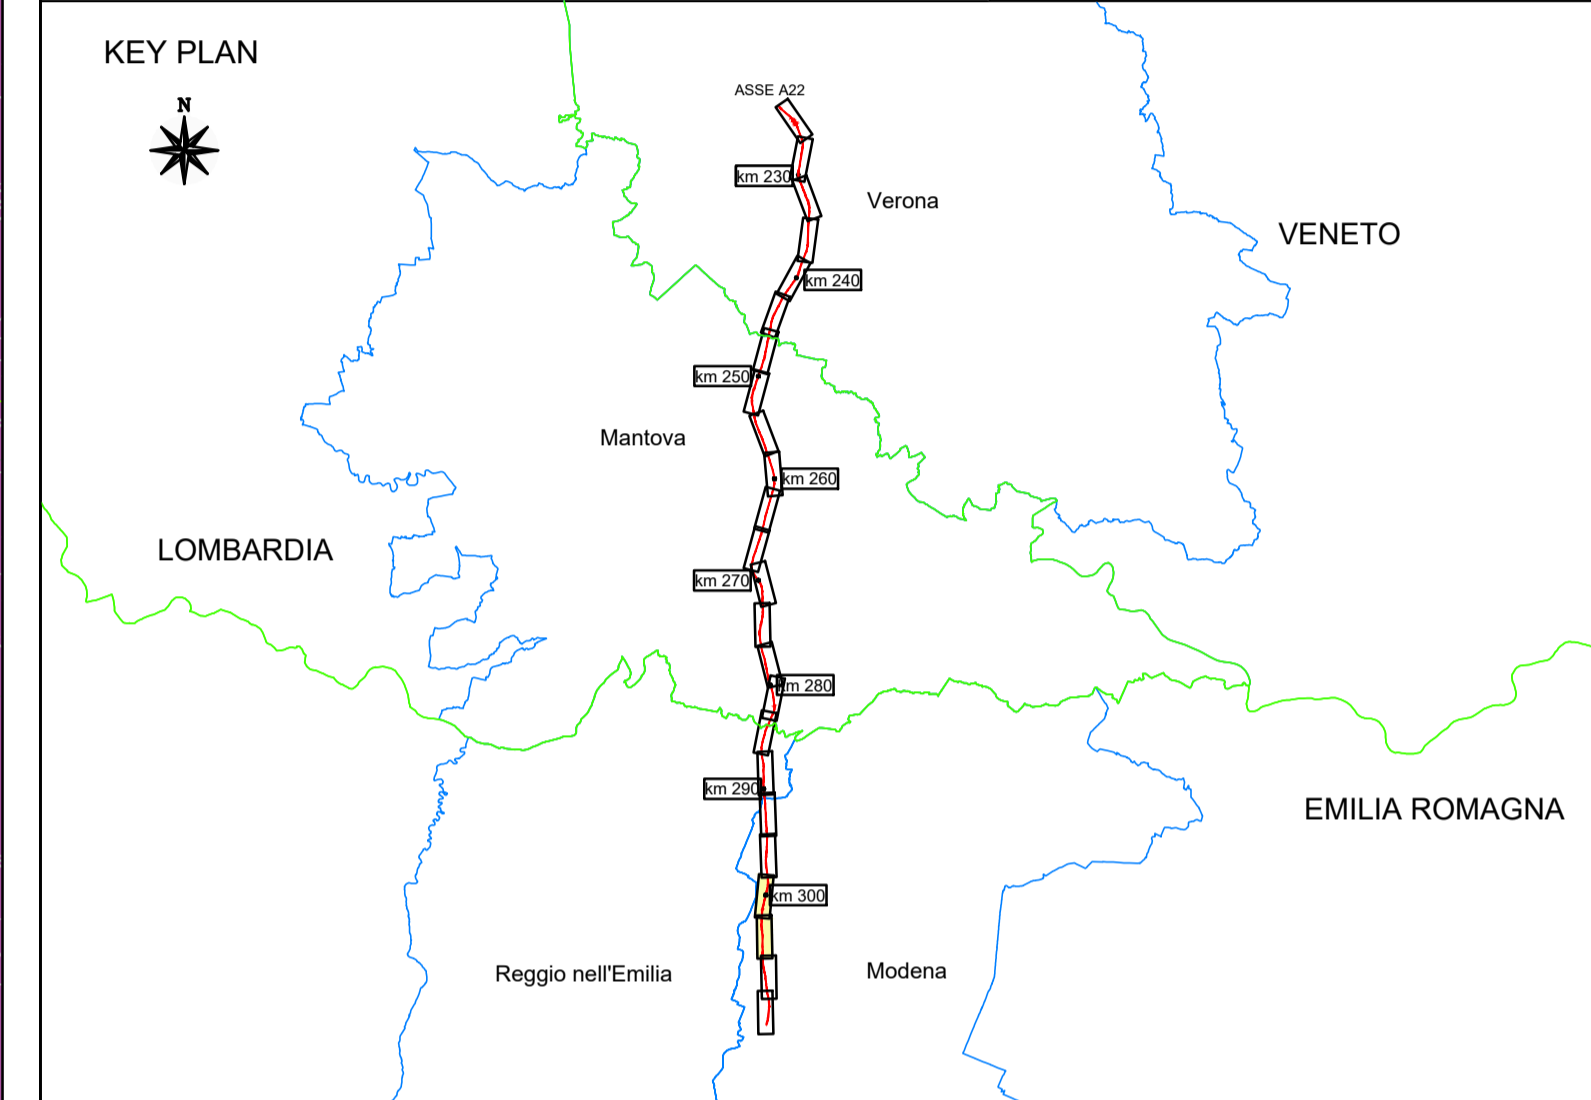 KEY PLAN
N
ASSE A22
km 230
Verona
VENETO
km 240
km 250
Mantova
km 260
LOMBARDIA
km 270
km 280
km 290
EMILIA ROMAGNA
km 300
Reggio nell'Emilia
Modena